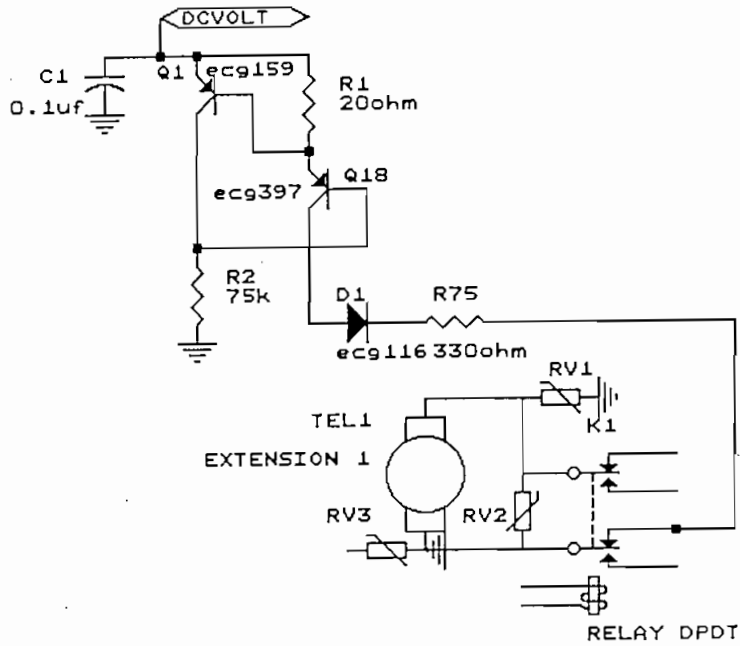 DCVOLT
C1
0.1uf
Q1
ecg159
R1
20ohm
Q18
ecg397
R2
75k
D1
ecg116
R75
330ohm
RV1
K1
TEL1
EXTENSION 1
RV3
RV2
RELAY DPDT